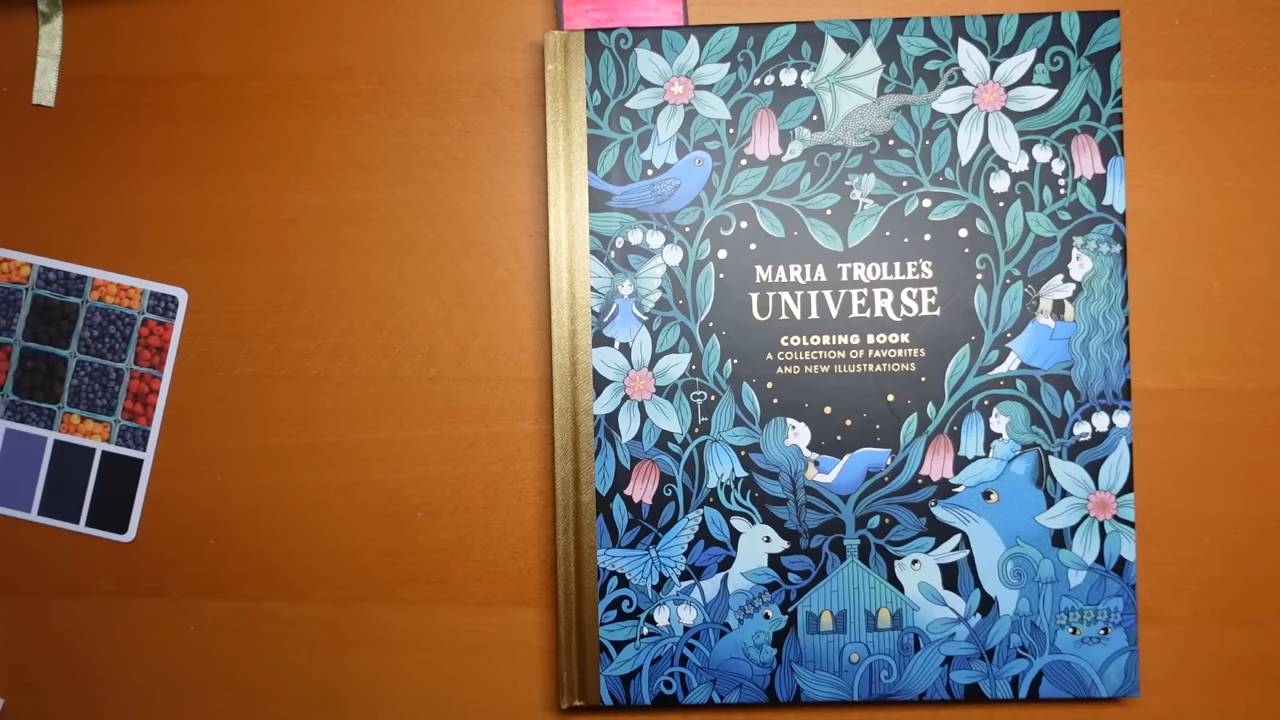 MARIA TROLLE'S
UNIVERSE
COLORING BOOK
A COLLECTION OF FAVORITES
AND NEW ILLUSTRATIONS